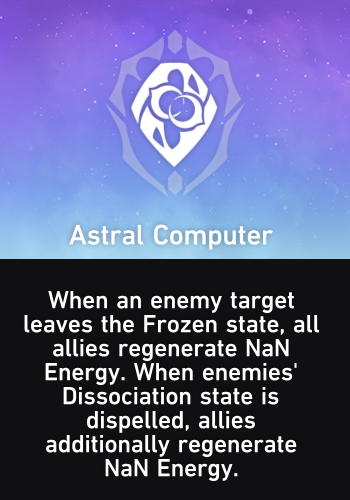 Astral Computer
When an enemy target
leaves the Frozen state, all
allies regenerate NaN
Energy. When enemies'
Dissociation state is
dispelled, allies
additionally regenerate
NaN Energy.